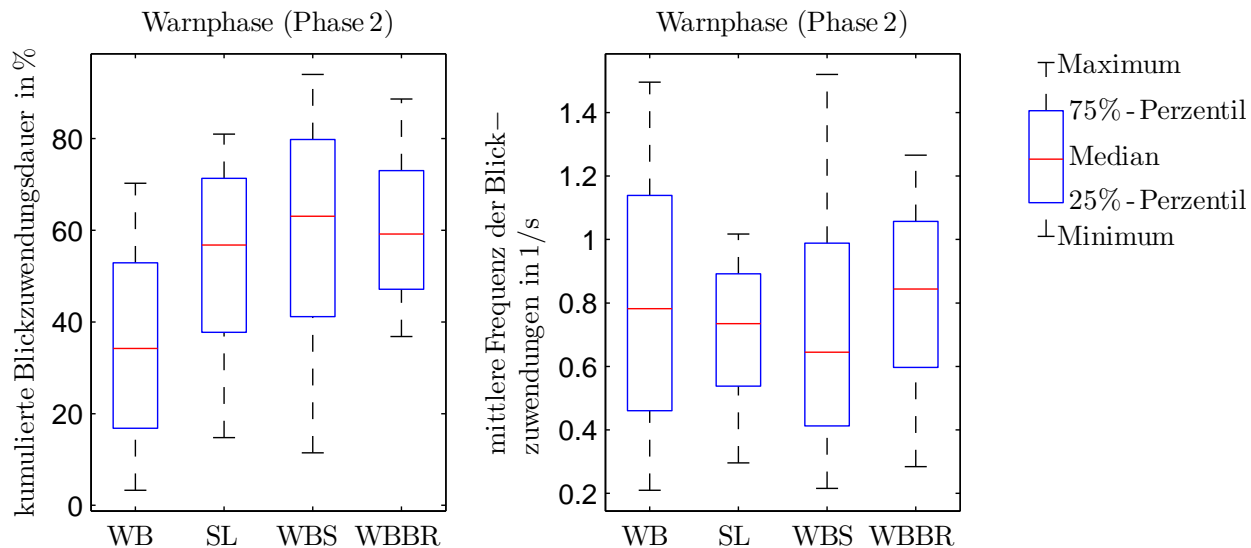 Warnphase (Phase 2)
kumulierte Blickzuwendungsdauer in %
80
60
40
20
0
WB SL WBS WBBR
Warnphase (Phase 2)
mittlere Frequenz der Blick−
zuwendungen in 1/s
1.4
1.2
1
0.8
0.6
0.4
0.2
WB SL WBS WBBR
Maximum
75% - Perzentil
Median
25% - Perzentil
Minimum